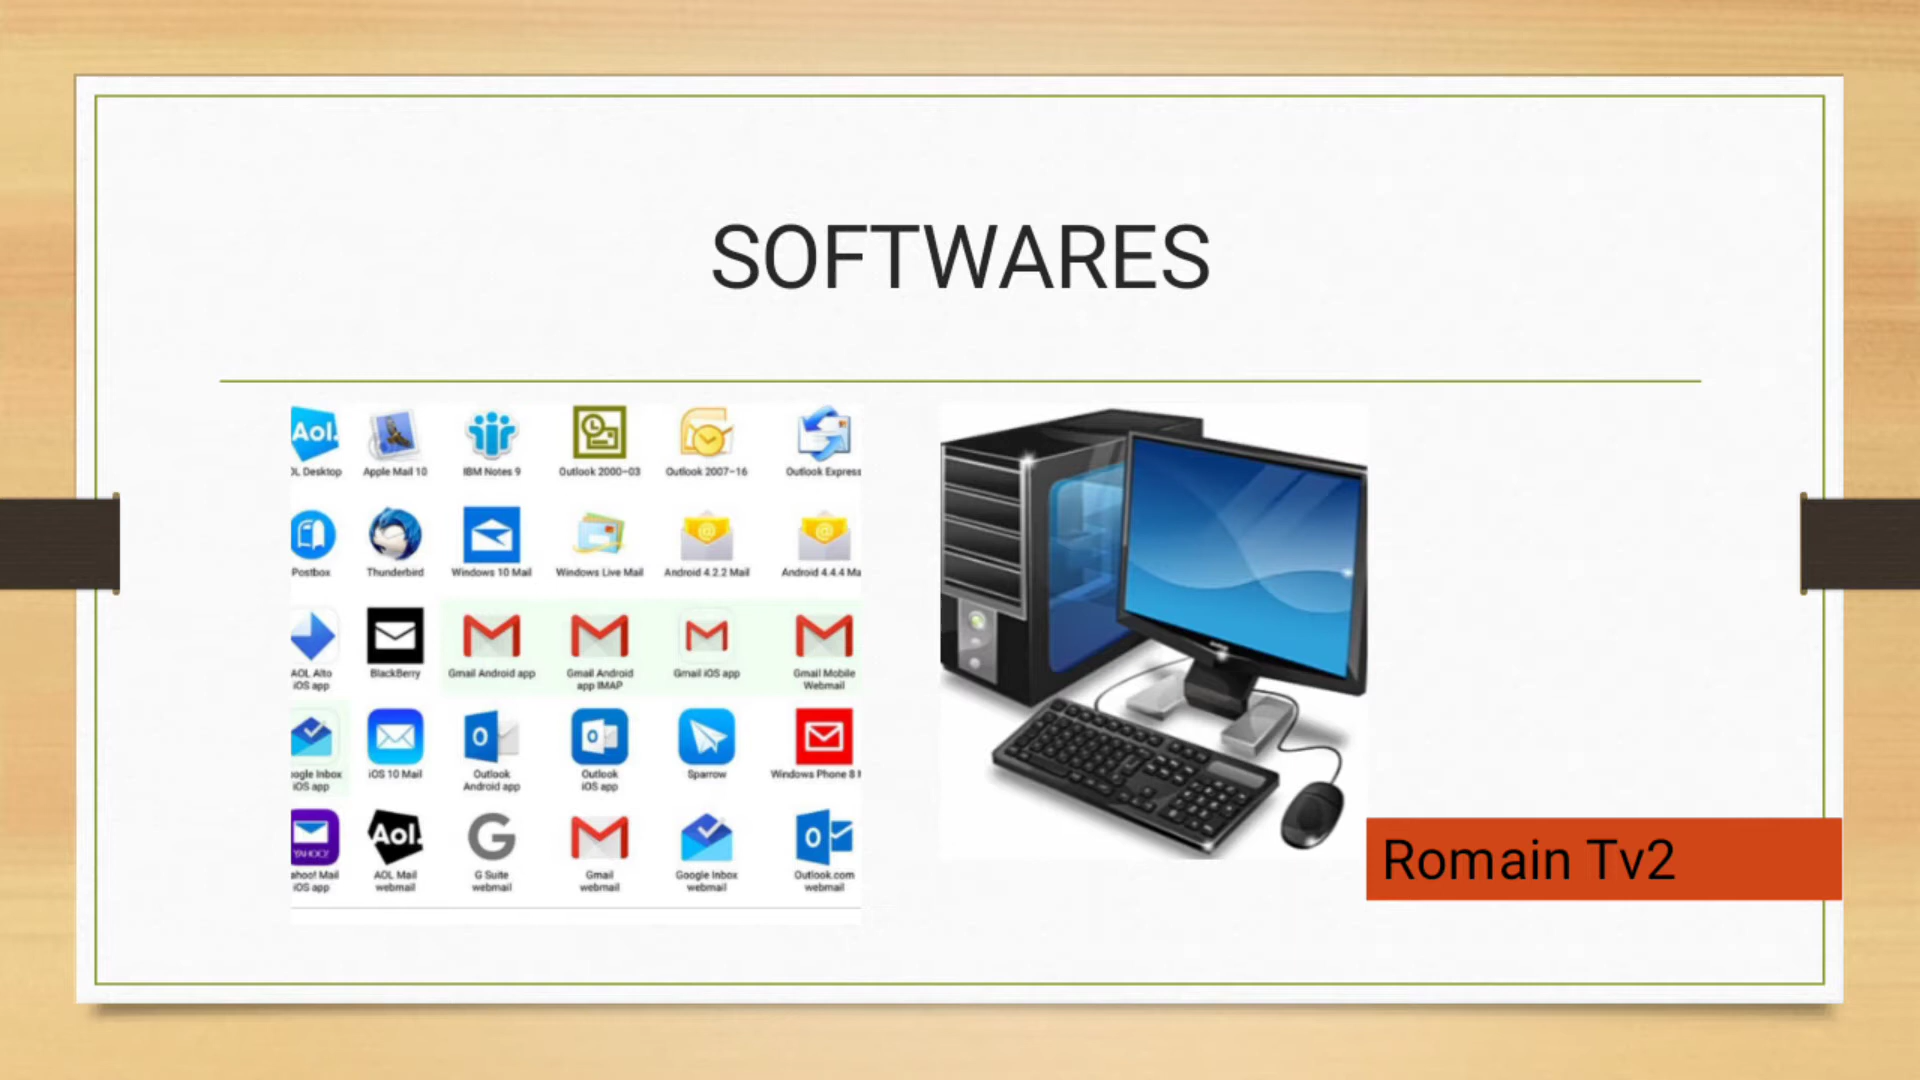 SOFTWARES
Aol.
OL Desktop Apple Mail 10 IBM Notes 9 Outlook 2000–03 Outlook 2007–16 Outlook Express
Postbox Thunderbird Windows 10 Mail Windows Live Mail Android 4.2.2 Mail Android 4.4.4 Ma
AOL Alto iOS app BlackBerry Gmail Android app Gmail Android app IMAP Gmail iOS app Gmail Mobile Webmail
ogle Inbox iOS app iOS 10 Mail Outlook Android app Outlook iOS app Sparrow Windows Phone 8
YAHOO! Aol.
ahoo! Mail iOS app AOL Mail webmail G Suite webmail Gmail webmail Google Inbox webmail Outlook.com webmail
Romain Tv2